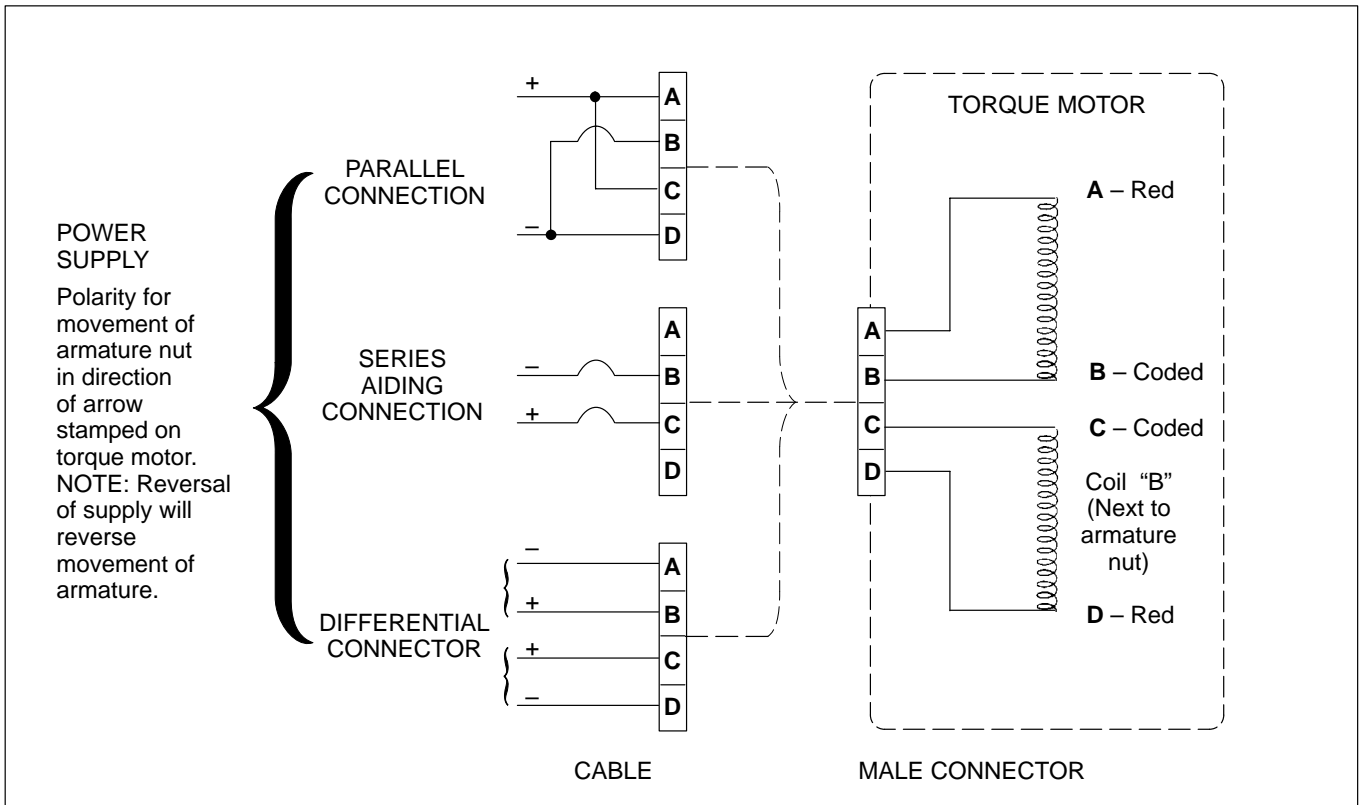 POWER
SUPPLY
Polarity for
movement of
armature nut
in direction
of arrow
stamped on
torque motor.
NOTE: Reversal
of supply will
reverse
movement of
armature.
PARALLEL
CONNECTION
+
–
A
B
C
D
SERIES
AIDING
CONNECTION
–
+
A
B
C
D
DIFFERENTIAL
CONNECTOR
–
+
+
–
A
B
C
D
CABLE
TORQUE MOTOR
A
B
C
D
A – Red
B – Coded
C – Coded
Coil “B”
(Next to
armature
nut)
D – Red
MALE CONNECTOR